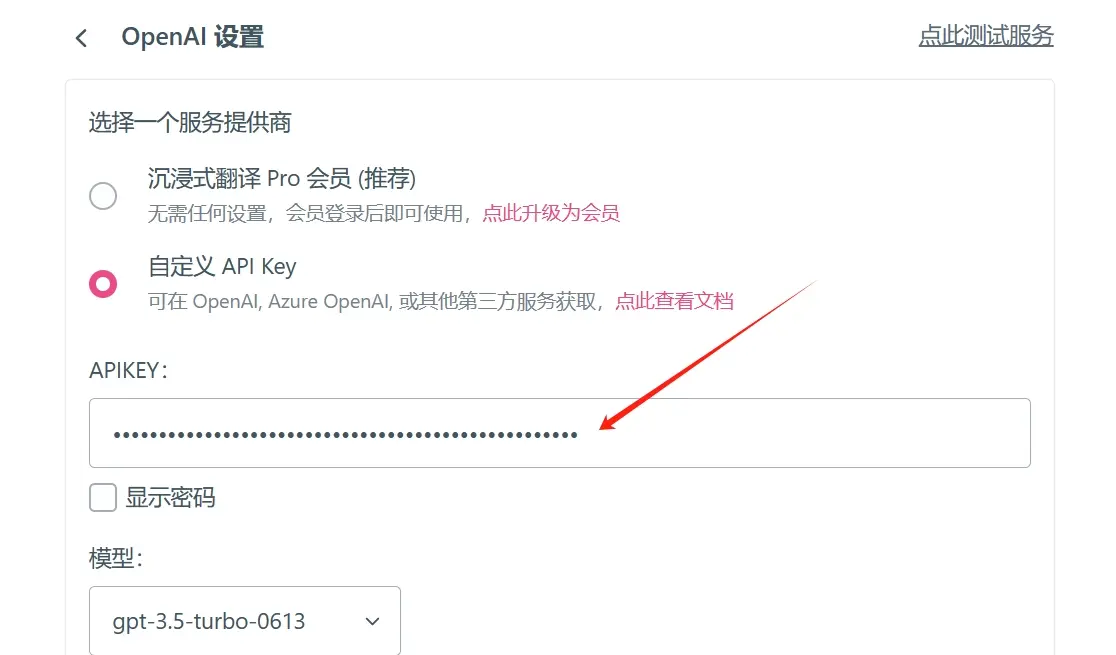 OpenAI 设置
点此测试服务
选择一个服务提供商
沉浸式翻译 Pro 会员 (推荐)
无需任何设置，会员登录后即可使用，点此升级为会员
自定义 API Key
可在 OpenAI, Azure OpenAI, 或其他第三方服务获取，点此查看文档
APIKEY：
显示密码
模型：
gpt-3.5-turbo-0613